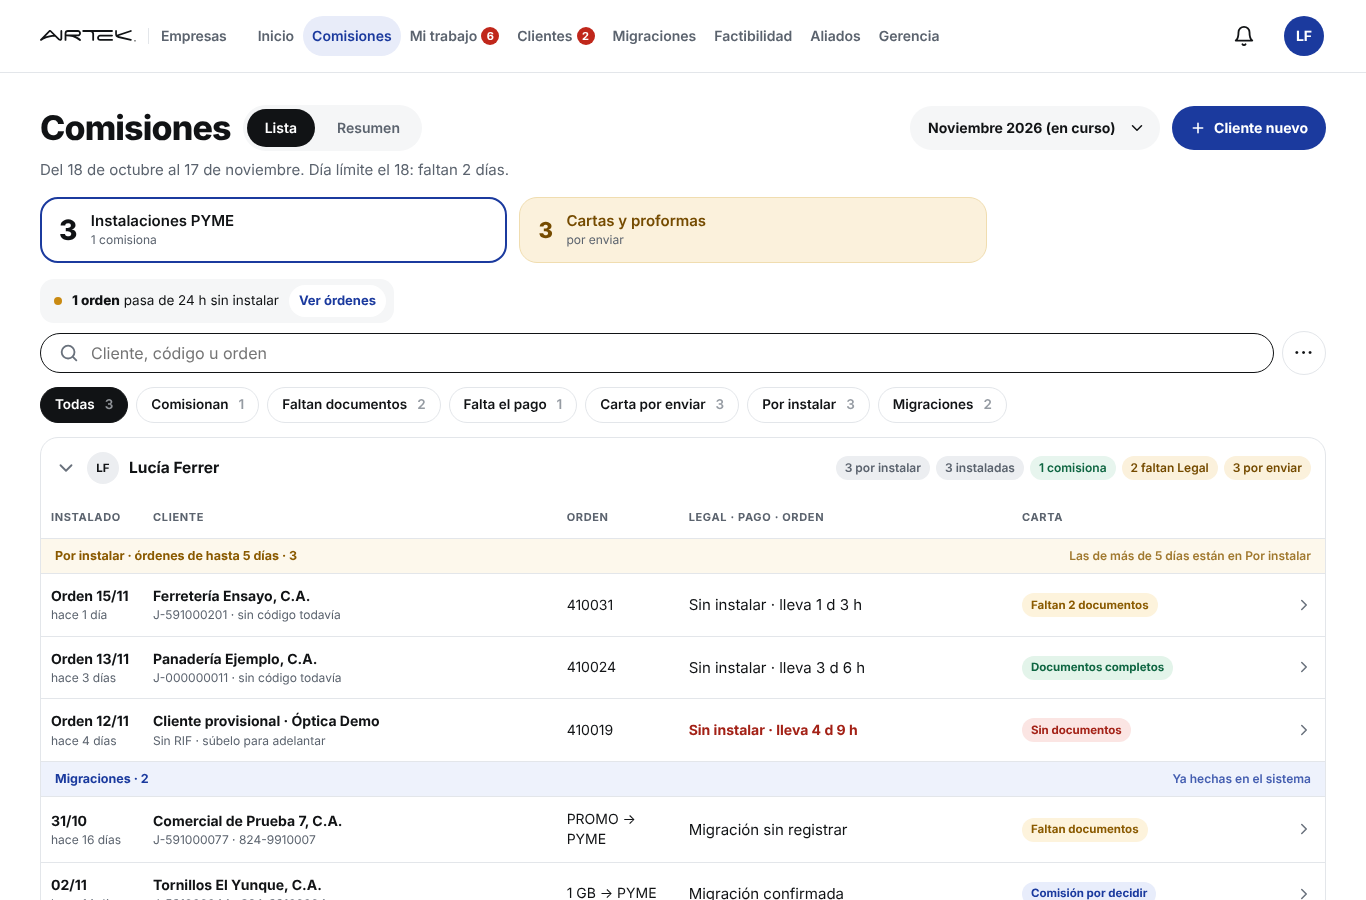 AIRTEK. Empresas Inicio Comisiones Mi trabajo 6 Clientes 2 Migraciones Factibilidad Aliados Gerencia LF
Comisiones Lista Resumen Noviembre 2026 (en curso) + Cliente nuevo
Del 18 de octubre al 17 de noviembre. Día límite el 18: faltan 2 días.
3 Instalaciones PYME
1 comisiona
3 Cartas y proformas
por enviar
1 orden pasa de 24 h sin instalar Ver órdenes
Cliente, código u orden
Todas 3 Comisionan 1 Faltan documentos 2 Falta el pago 1 Carta por enviar 3 Por instalar 3 Migraciones 2
LF Lucía Ferrer 3 por instalar 3 instaladas 1 comisiona 2 faltan Legal 3 por enviar
INSTALADO CLIENTE ORDEN LEGAL · PAGO · ORDEN CARTA
Por instalar · órdenes de hasta 5 días · 3 Las de más de 5 días están en Por instalar
Orden 15/11 Ferretería Ensayo, C.A. 410031 Sin instalar · lleva 1 d 3 h Faltan 2 documentos
hace 1 día J-591000201 · sin código todavía
Orden 13/11 Panadería Ejemplo, C.A. 410024 Sin instalar · lleva 3 d 6 h Documentos completos
hace 3 días J-000000011 · sin código todavía
Orden 12/11 Cliente provisional · Óptica Demo 410019 Sin instalar · lleva 4 d 9 h Sin documentos
hace 4 días Sin RIF · súbelo para adelantar
Migraciones · 2 Ya hechas en el sistema
31/10 Comercial de Prueba 7, C.A. PROMO → PYME Migración sin registrar Faltan documentos
hace 16 días J-591000077 · 824-9910007
02/11 Tornillos El Yunque, C.A. 1 GB → PYME Migración confirmada Comisión por decidir